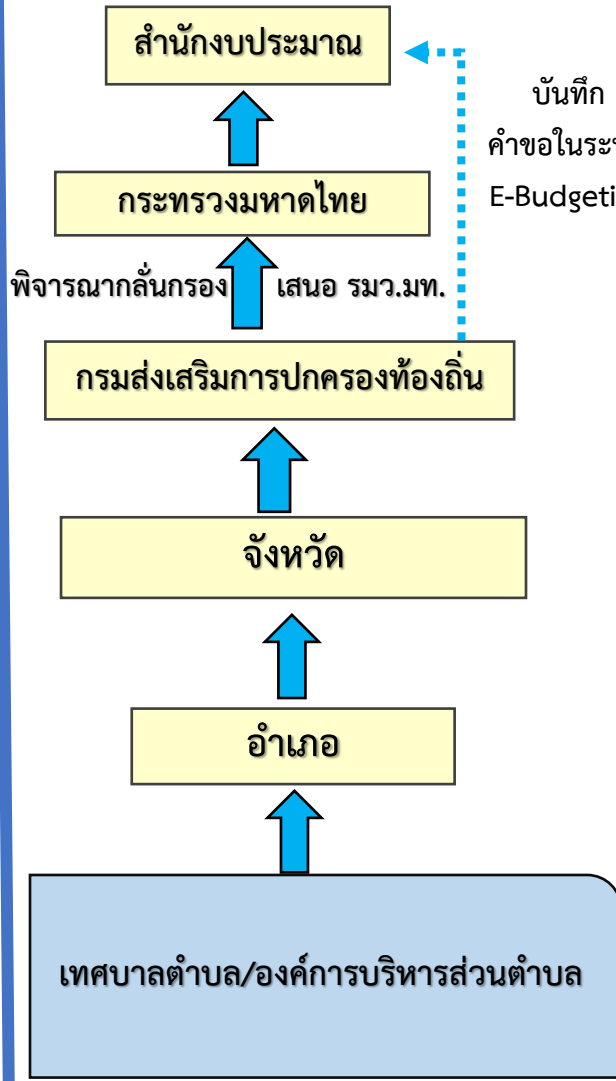 สำนักงบประมาณ
บันทึก
คำขอในระบ
E-Budgeti
กระทรวงมหาดไทย
พิจารณากลั่นกรอง เสนอ รมว.มท.
กรมส่งเสริมการปกครองท้องถิ่น
จังหวัด
อำเภอ
เทศบาลตำบล/องค์การบริหารส่วนตำบล